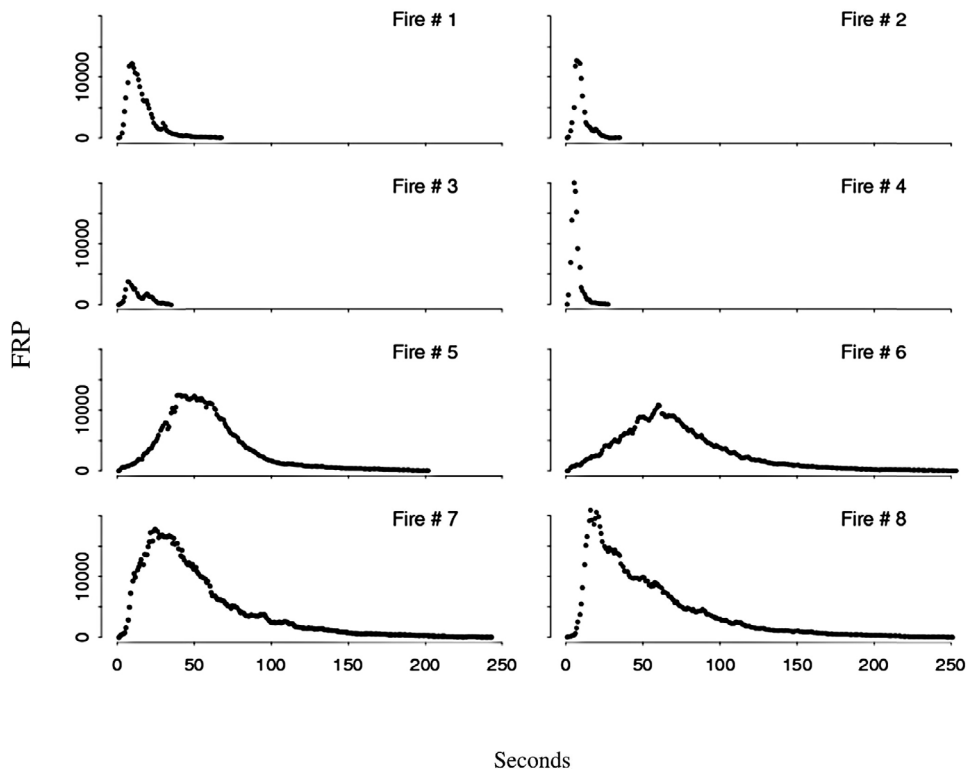 Fire # 1
Fire # 2
10000
0
Fire # 3
Fire # 4
10000
0
FRP
Fire # 5
Fire # 6
10000
0
Fire # 7
Fire # 8
10000
0
0 50 100 150 200 250
0 50 100 150 200 250
Seconds